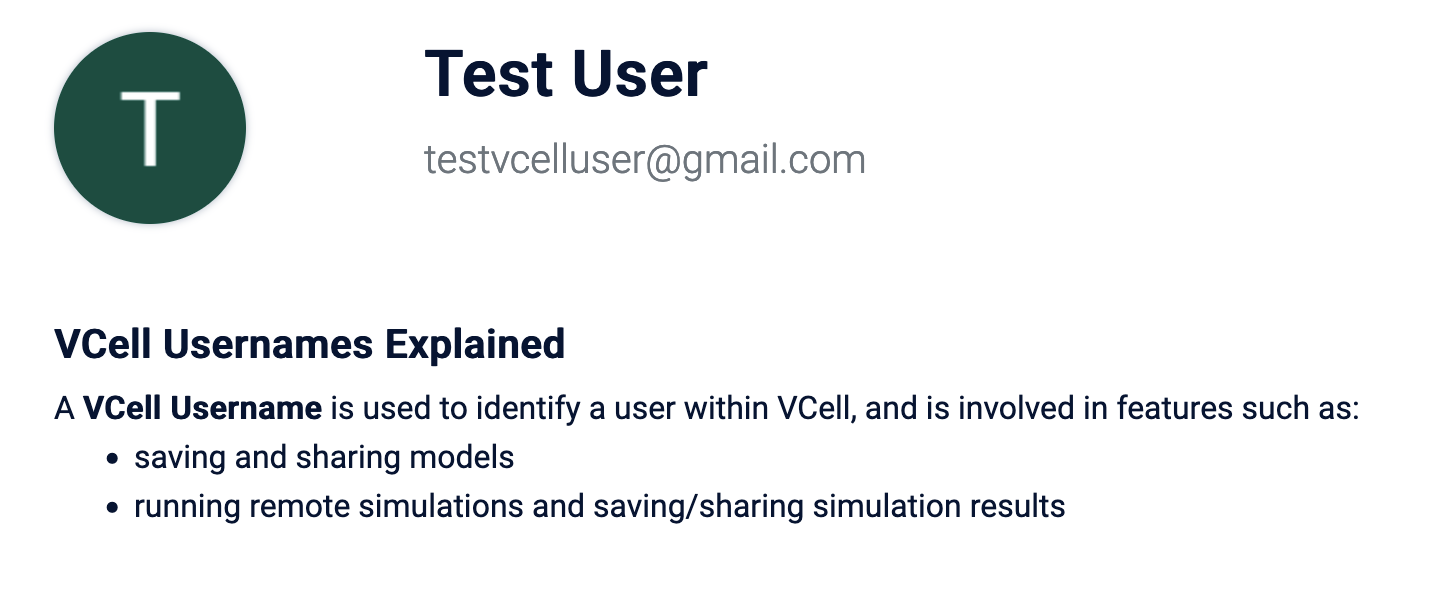 T
Test User
testvcelluser@gmail.com
VCell Usernames Explained
A VCell Username is used to identify a user within VCell, and is involved in features such as:
• saving and sharing models
• running remote simulations and saving/sharing simulation results